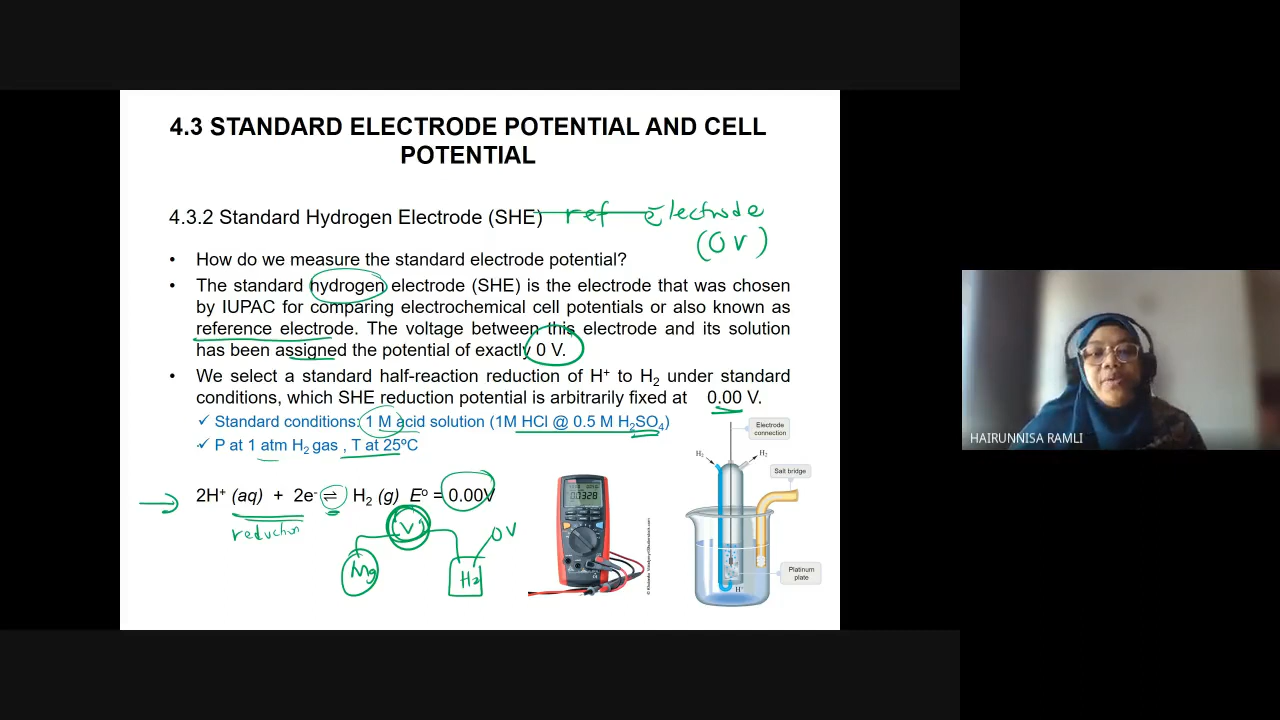 4.3 STANDARD ELECTRODE POTENTIAL AND CELL
POTENTIAL
4.3.2 Standard Hydrogen Electrode (SHE) ref electrode
(0 V)
• How do we measure the standard electrode potential?
• The standard hydrogen electrode (SHE) is the electrode that was chosen
by IUPAC for comparing electrochemical cell potentials or also known as
reference electrode. The voltage between this electrode and its solution
has been assigned the potential of exactly 0 V.
• We select a standard half-reaction reduction of H⁺ to H₂ under standard
conditions, which SHE reduction potential is arbitrarily fixed at 0.00 V.
✓ Standard conditions: 1 M acid solution (1M HCl @ 0.5 M H₂SO₄)
✓ P at 1 atm H₂ gas , T at 25ºC
2H⁺ (aq) + 2e⁻ ⇌ H₂ (g) Eº = 0.00V
reduction
V
0V
Mg
H₂
00328
Electrode
connection
H₂
H₂
Salt bridge
Platinum
plate
H⁺
HAIRUNNISA RAMLI